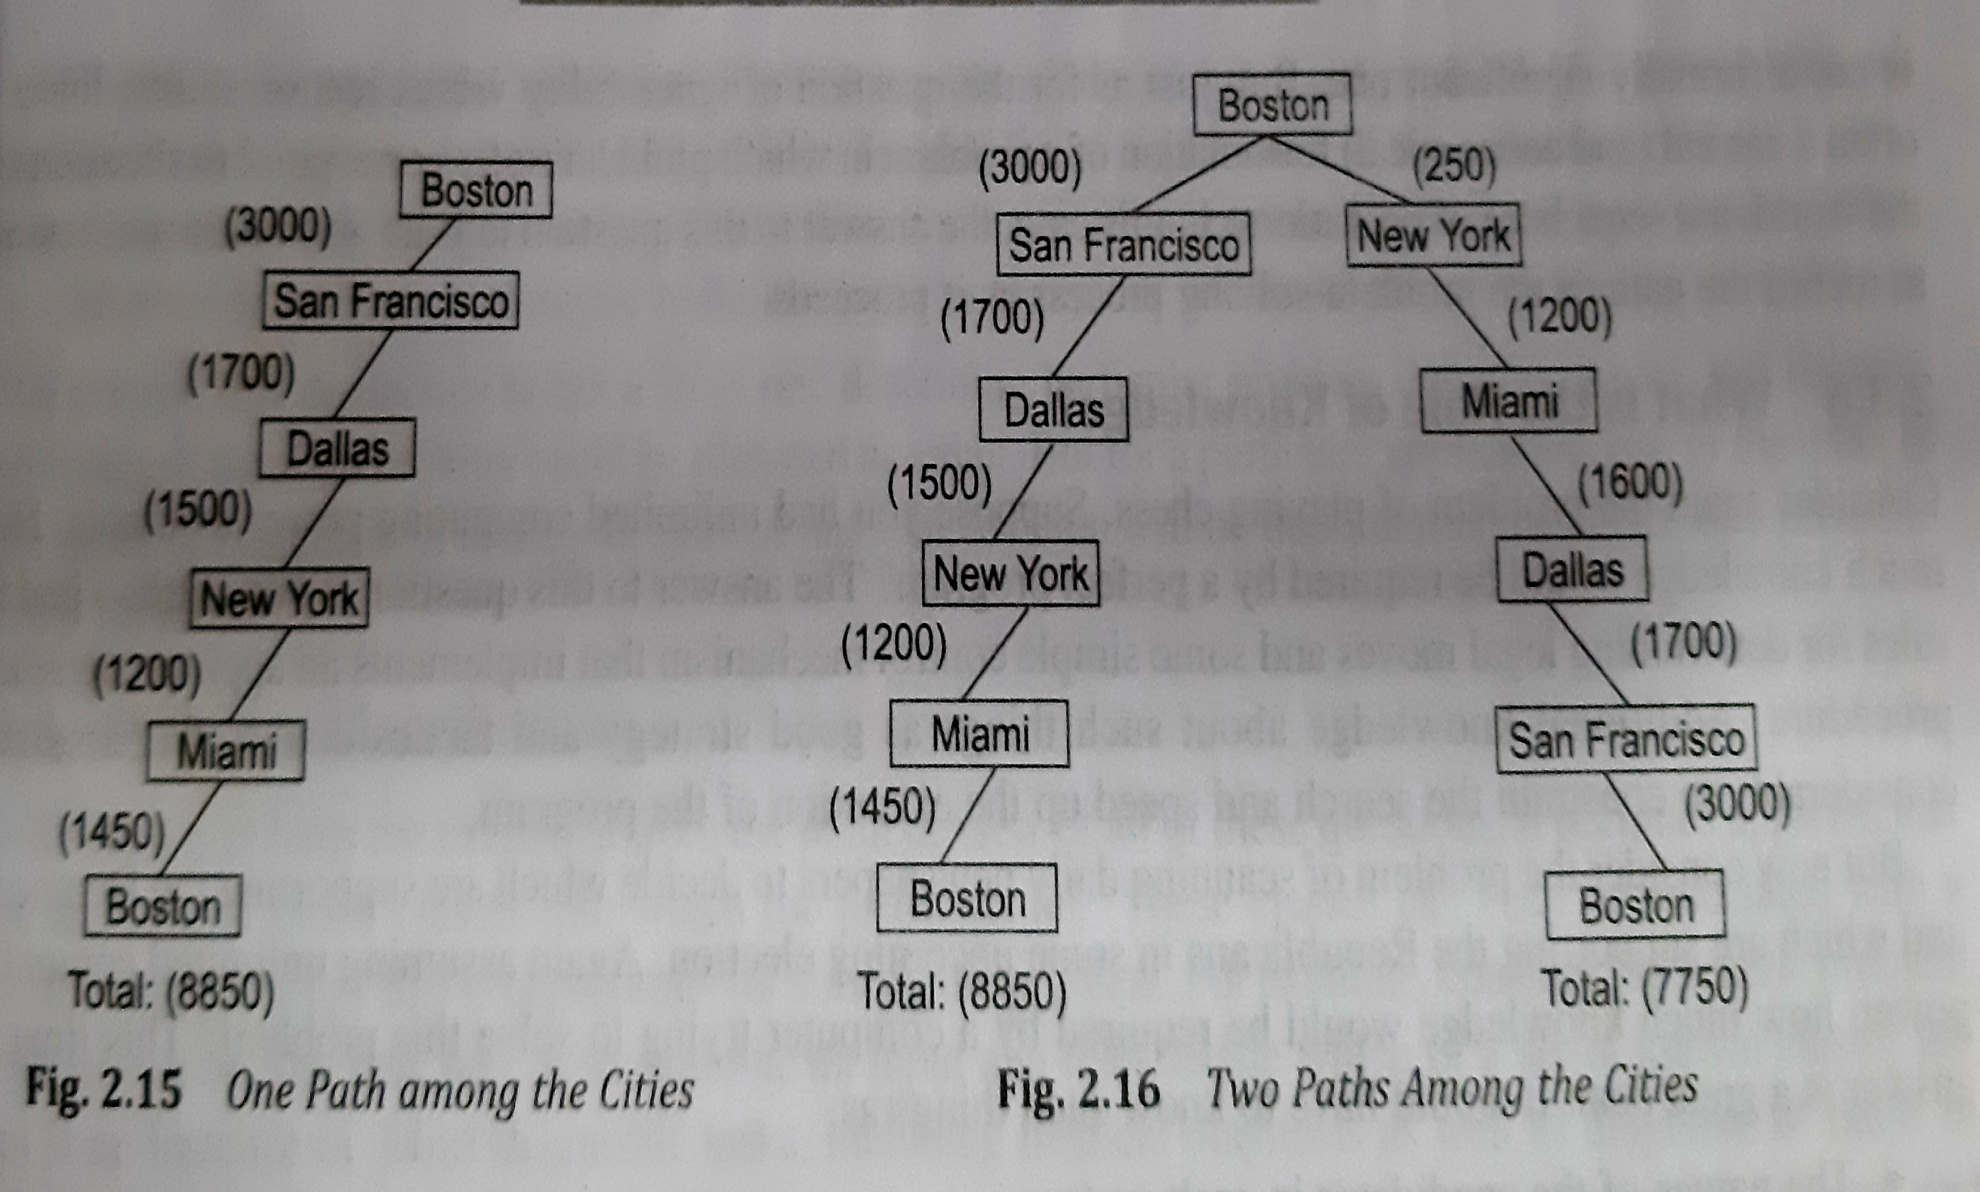 Boston
(3000)
San Francisco
(1700)
Dallas
(1500)
New York
(1200)
Miami
(1450)
Boston
Total: (8850)
Fig. 2.15 One Path among the Cities
Boston
(3000) (250)
San Francisco New York
(1700) (1200)
Dallas Miami
(1500) (1600)
New York Dallas
(1200) (1700)
Miami San Francisco
(1450) (3000)
Boston Boston
Total: (8850) Total: (7750)
Fig. 2.16 Two Paths Among the Cities